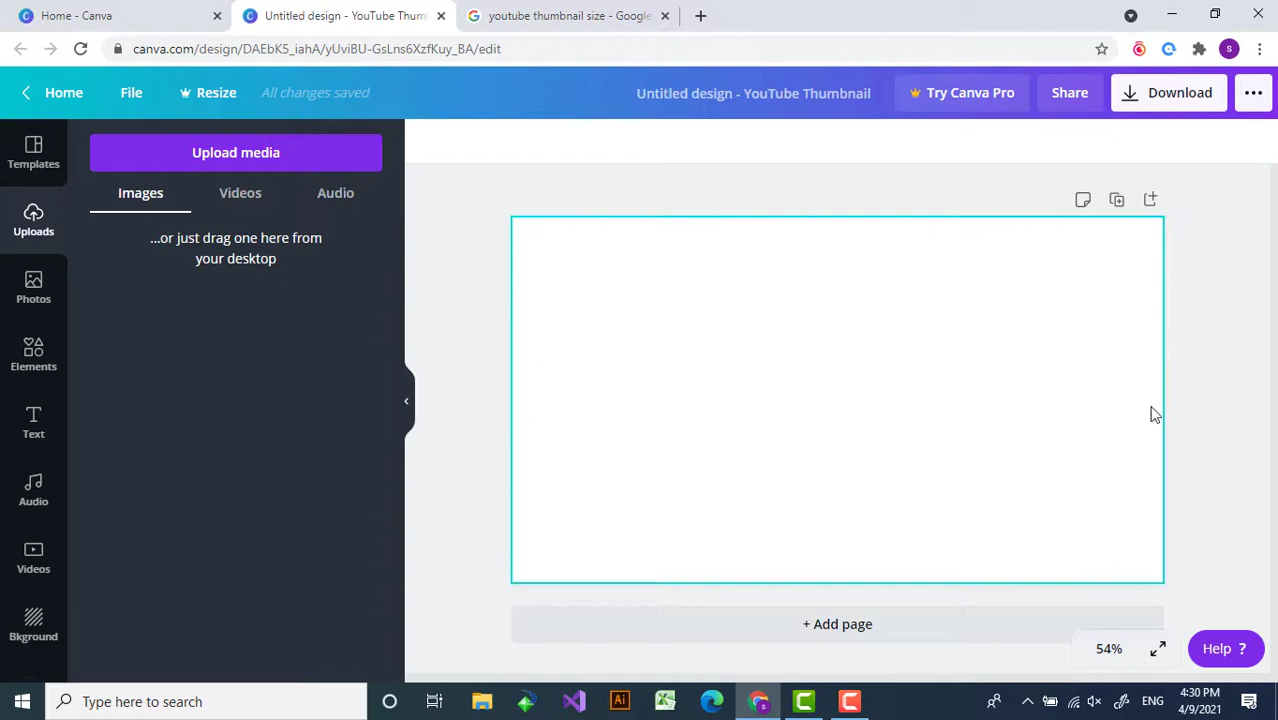 Home - Canva
Untitled design - YouTube Thum
youtube thumbnail size - Google
canva.com/design/DAEbK5_iahA/yUviBU-GsLns6XzfKuy_BA/edit
S
Home
File
Resize
All changes saved
Untitled design - YouTube Thumbnail
Try Canva Pro
Share
Download
Templates
Uploads
Photos
Elements
Text
Audio
Videos
Bkground
Upload media
Images
Videos
Audio
...or just drag one here from
your desktop
+ Add page
54%
Help ?
Type here to search
Ai
S
ENG
4:30 PM
4/9/2021